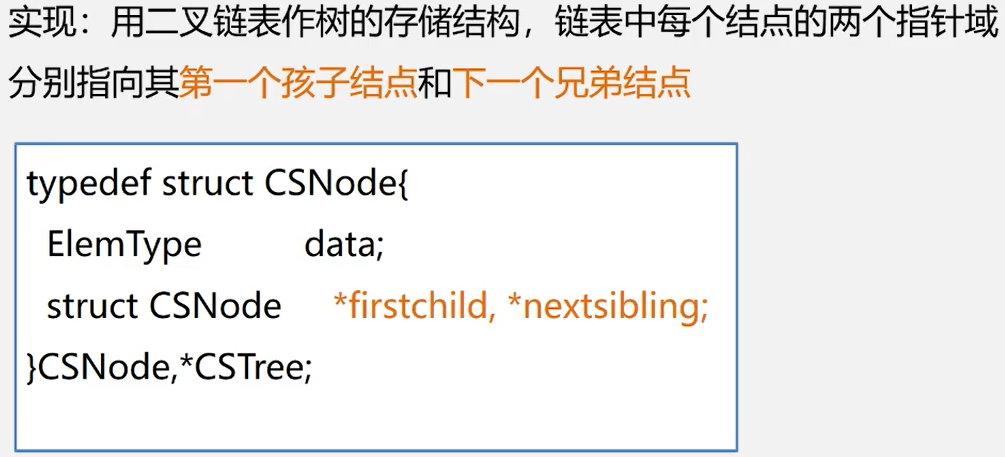 实现：用二叉链表作树的存储结构，链表中每个结点的两个指针域
分别指向其第一个孩子结点和下一个兄弟结点
typedef struct CSNode{
ElemType data;
struct CSNode *firstchild, *nextsibling;
}CSNode,*CSTree;